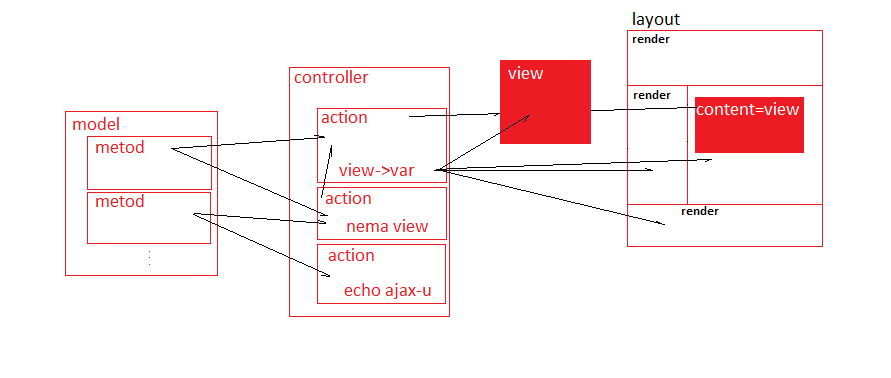 model
metod
metod
controller
action
view->var
action
nema view
action
echo ajax-u
view
layout
render
render
content=view
render